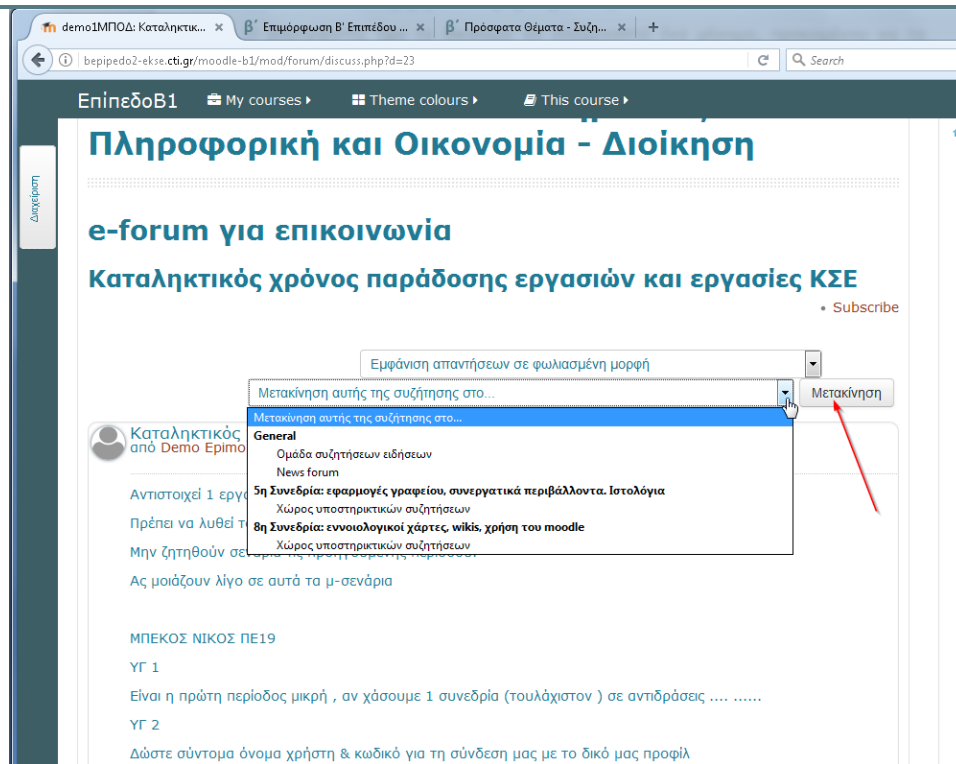 demo1ΜΠΟΔ: Καταληκτικ... × β΄ Επιμόρφωση Β' Επιπέδου ... × β΄ Πρόσφατα Θέματα - Συζη... × +
bepipedo2-ekse.cti.gr/moodle-b1/mod/forum/discuss.php?d=23 Search
ΕπίπεδοΒ1 My courses Theme colours This course
Διαχείριση
Πληροφορική και Οικονομία - Διοίκηση
e-forum για επικοινωνία
Καταληκτικός χρόνος παράδοσης εργασιών και εργασίες ΚΣΕ
• Subscribe
Εμφάνιση απαντήσεων σε φωλιασμένη μορφή
Μετακίνηση αυτής της συζήτησης στο... Μετακίνηση
Μετακίνηση αυτής της συζήτησης στο...
General
Ομάδα συζητήσεων ειδήσεων
News forum
5η Συνεδρία: εφαρμογές γραφείου, συνεργατικά περιβάλλοντα. Ιστολόγια
Χώρος υποστηρικτικών συζητήσεων
8η Συνεδρία: εννοιολογικοί χάρτες, wikis, χρήση του moodle
Χώρος υποστηρικτικών συζητήσεων
Καταληκτικός
από Demo Epimo
Αντιστοιχεί 1 εργα
Πρέπει να λυθεί το
Μην ζητηθούν
Ας μοιάζουν λίγο σε αυτά τα μ-σενάρια
ΜΠΕΚΟΣ ΝΙΚΟΣ ΠΕ19
ΥΓ 1
Είναι η πρώτη περίοδος μικρή , αν χάσουμε 1 συνεδρία (τουλάχιστον ) σε αντιδράσεις .... ......
ΥΓ 2
Δώστε σύντομα όνομα χρήστη & κωδικό για τη σύνδεση μας με το δικό μας προφίλ